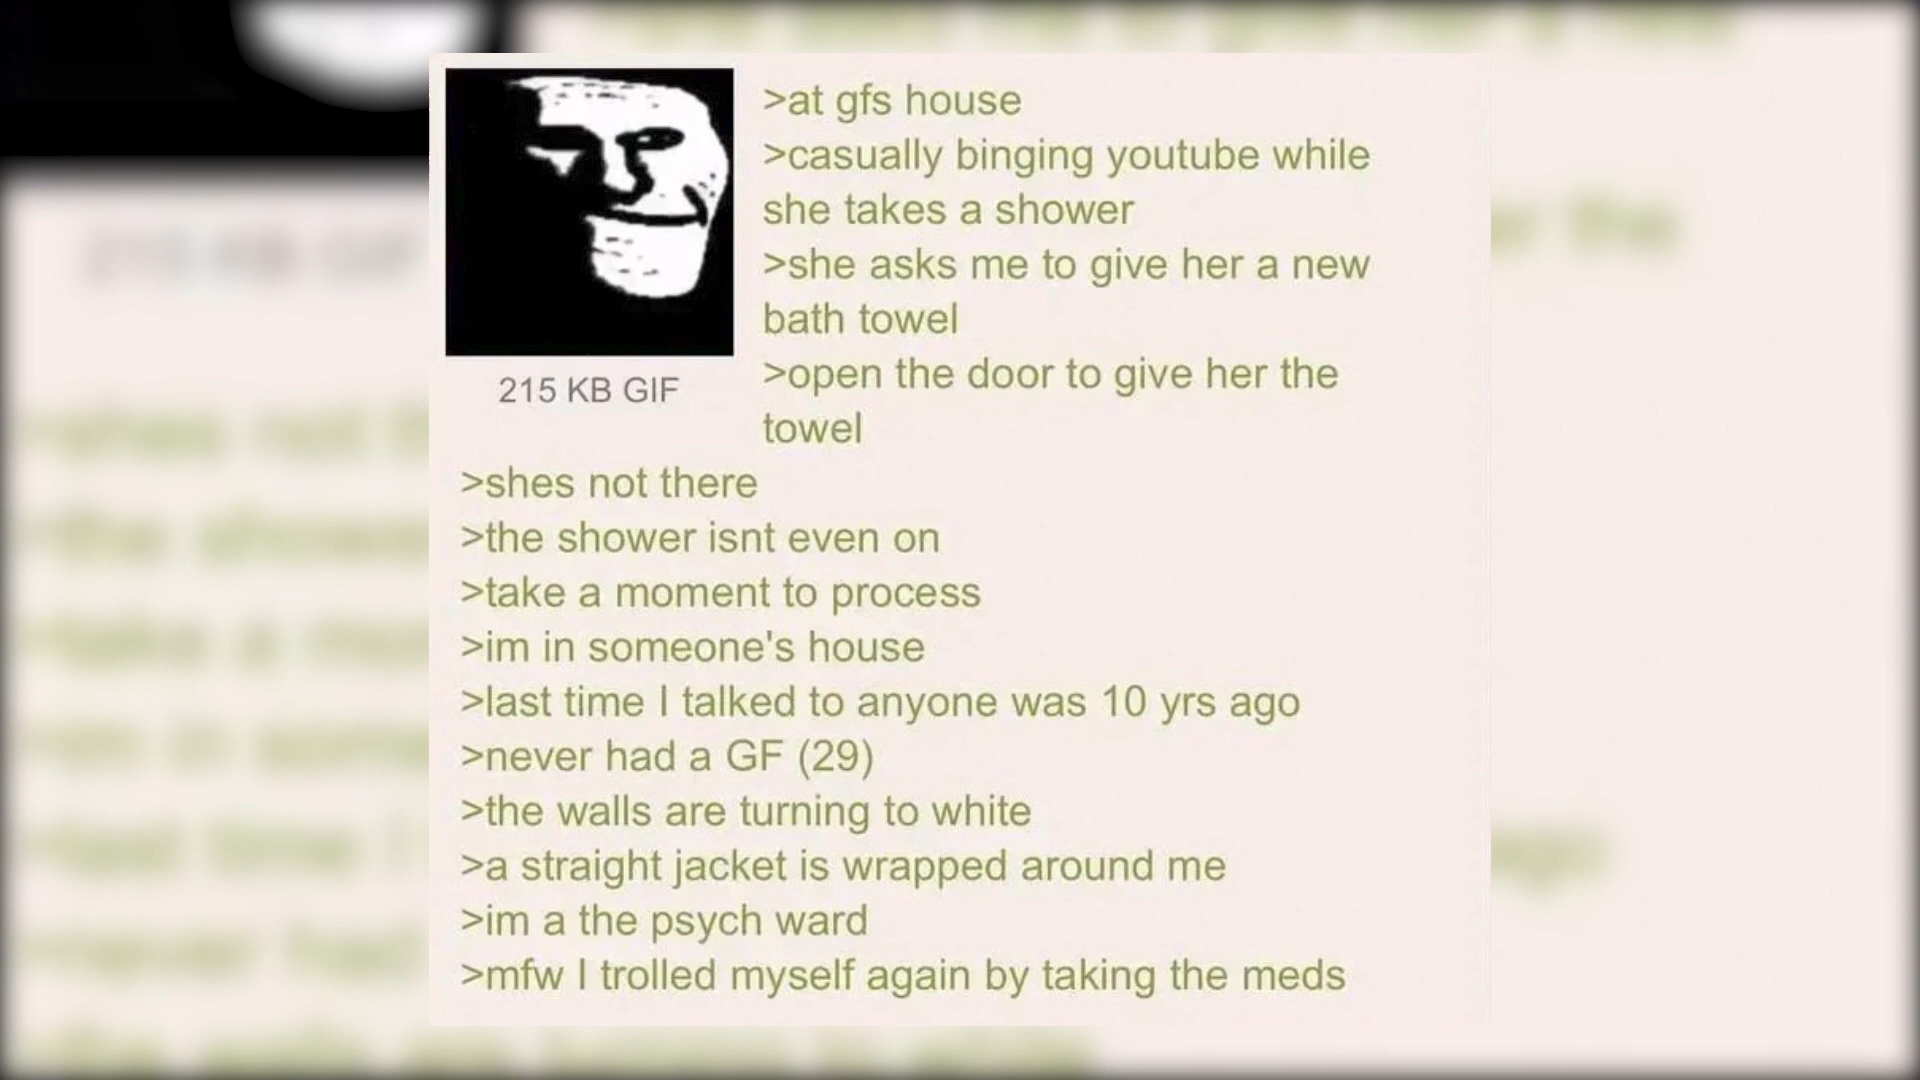 >at gfs house
>casually binging youtube while
she takes a shower
>she asks me to give her a new
bath towel
>open the door to give her the
towel
215 KB GIF
>shes not there
>the shower isnt even on
>take a moment to process
>im in someone's house
>last time I talked to anyone was 10 yrs ago
>never had a GF (29)
>the walls are turning to white
>a straight jacket is wrapped around me
>im a the psych ward
>mfw I trolled myself again by taking the meds